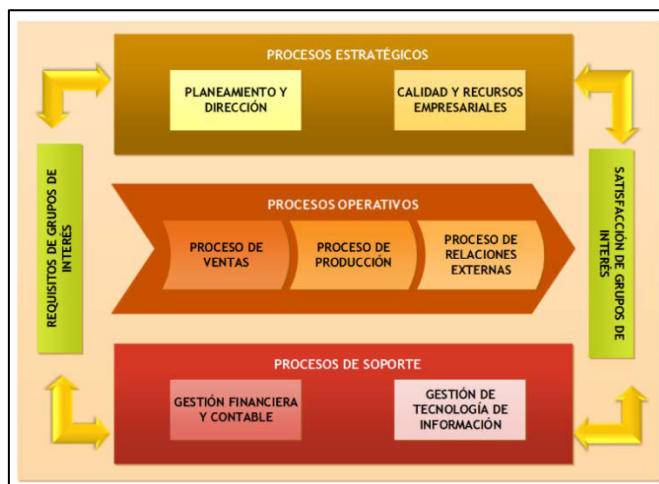 PROCESOS ESTRATÉGICOS
PLANEAMIENTO Y
DIRECCIÓN
CALIDAD Y RECURSOS
EMPRESARIALES
REQUISITOS DE GRUPOS DE
INTERÉS
PROCESOS OPERATIVOS
PROCESO DE
VENTAS
PROCESO DE
PRODUCCIÓN
PROCESO DE
RELACIONES
EXTERNAS
SATISFACCIÓN DE GRUPOS DE
INTERÉS
PROCESOS DE SOPORTE
GESTIÓN FINANCIERA
Y CONTABLE
GESTIÓN DE
TECNOLOGÍA DE
INFORMACIÓN